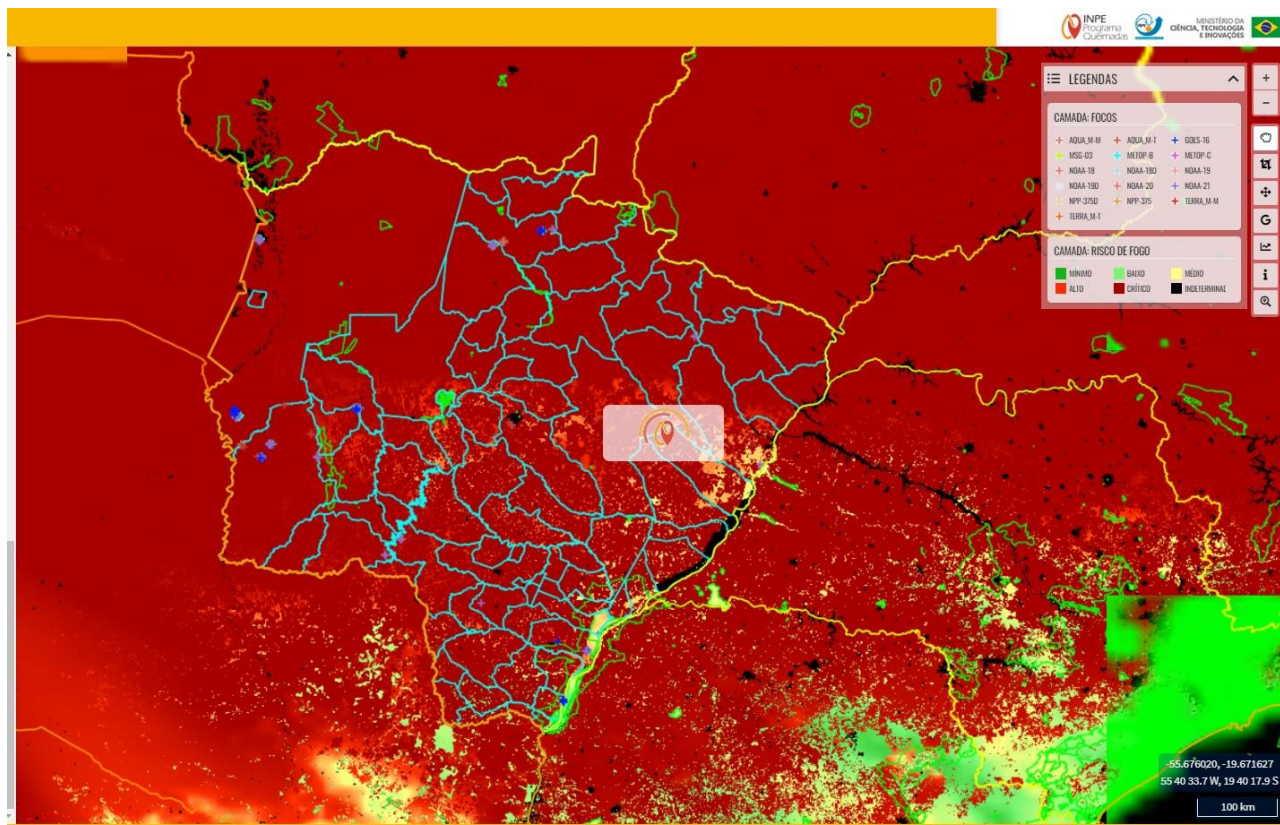 INPE
Programa
Queimadas
INPE
MINISTÉRIO DA
CIÊNCIA, TECNOLOGIA
E INOVAÇÕES
LEGENDAS
CAMADA: FOCOS
AQUA_M-M AQUA_M-T GOES-16
MSG-03 METOP-B METOP-C
NOAA-18 NOAA-18D NOAA-19
NOAA-19D NOAA-20 NOAA-21
NPP-375D NPP-375 TERRA_M-M
TERRA_M-T
CAMADA: RISCO DE FOGO
MÍNIMO BAIXO MÉDIO
ALTO CRÍTICO INDETERMINAD
+
−
G
i
-55.676020, -19.671627
55 40 33.7 W, 19 40 17.9 S
100 km